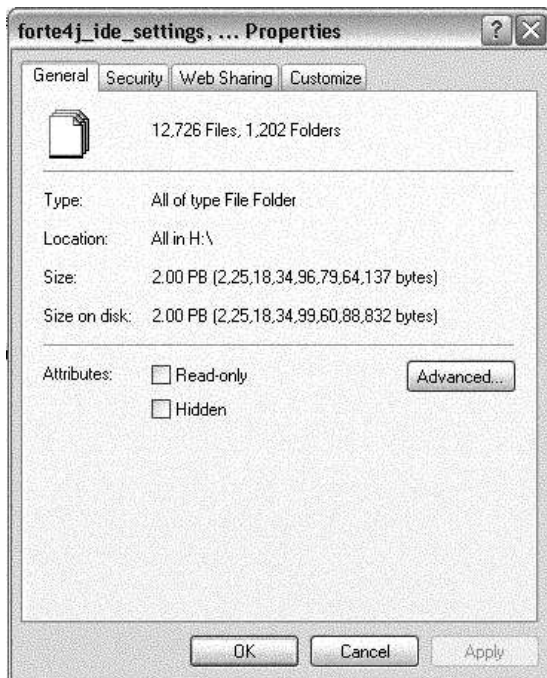 forte4j_ide_settings, ... Properties
General Security Web Sharing Customize
12,726 Files, 1,202 Folders
Type: All of type File Folder
Location: All in H:\
Size: 2.00 PB (2,25,18,34,96,79,64,137 bytes)
Size on disk: 2.00 PB (2,25,18,34,99,60,88,832 bytes)
Attributes: Read-only Advanced...
Hidden
OK Cancel Apply